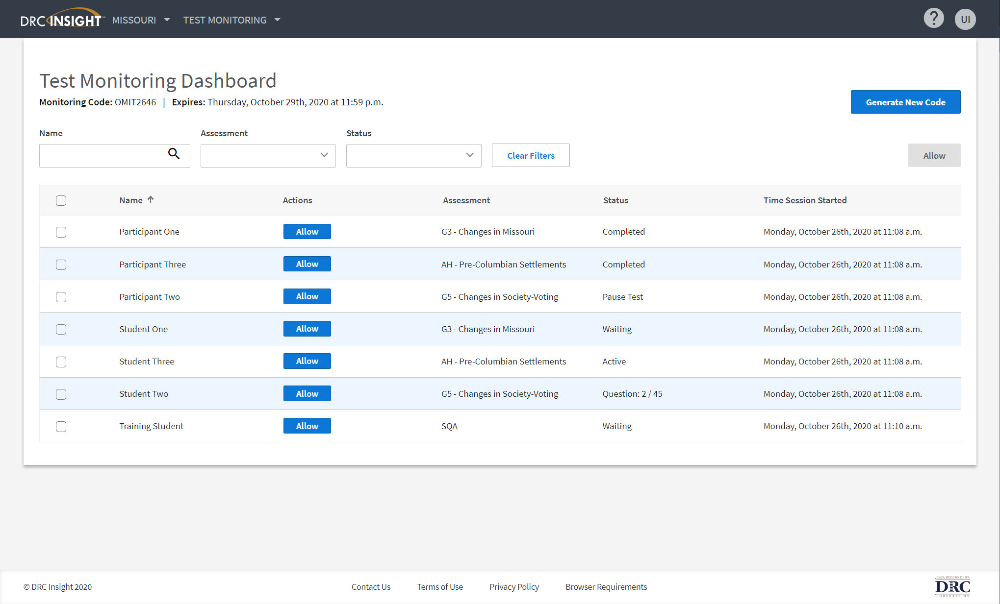 DRC INSIGHT™ MISSOURI TEST MONITORING ? UI
Test Monitoring Dashboard
Monitoring Code: OMIT2646 | Expires: Thursday, October 29th, 2020 at 11:59 p.m.
Generate New Code
Name Assessment Status
Clear Filters Allow
Name Actions Assessment Status Time Session Started
Participant One Allow G3 - Changes in Missouri Completed Monday, October 26th, 2020 at 11:08 a.m.
Participant Three Allow AH - Pre-Columbian Settlements Completed Monday, October 26th, 2020 at 11:08 a.m.
Participant Two Allow G5 - Changes in Society-Voting Pause Test Monday, October 26th, 2020 at 11:08 a.m.
Student One Allow G3 - Changes in Missouri Waiting Monday, October 26th, 2020 at 11:08 a.m.
Student Three Allow AH - Pre-Columbian Settlements Active Monday, October 26th, 2020 at 11:08 a.m.
Student Two Allow G5 - Changes in Society-Voting Question: 2 / 45 Monday, October 26th, 2020 at 11:08 a.m.
Training Student Allow SQA Waiting Monday, October 26th, 2020 at 11:10 a.m.
© DRC Insight 2020 Contact Us Terms of Use Privacy Policy Browser Requirements
DATA RECOGNITION
DRC
CORPORATION